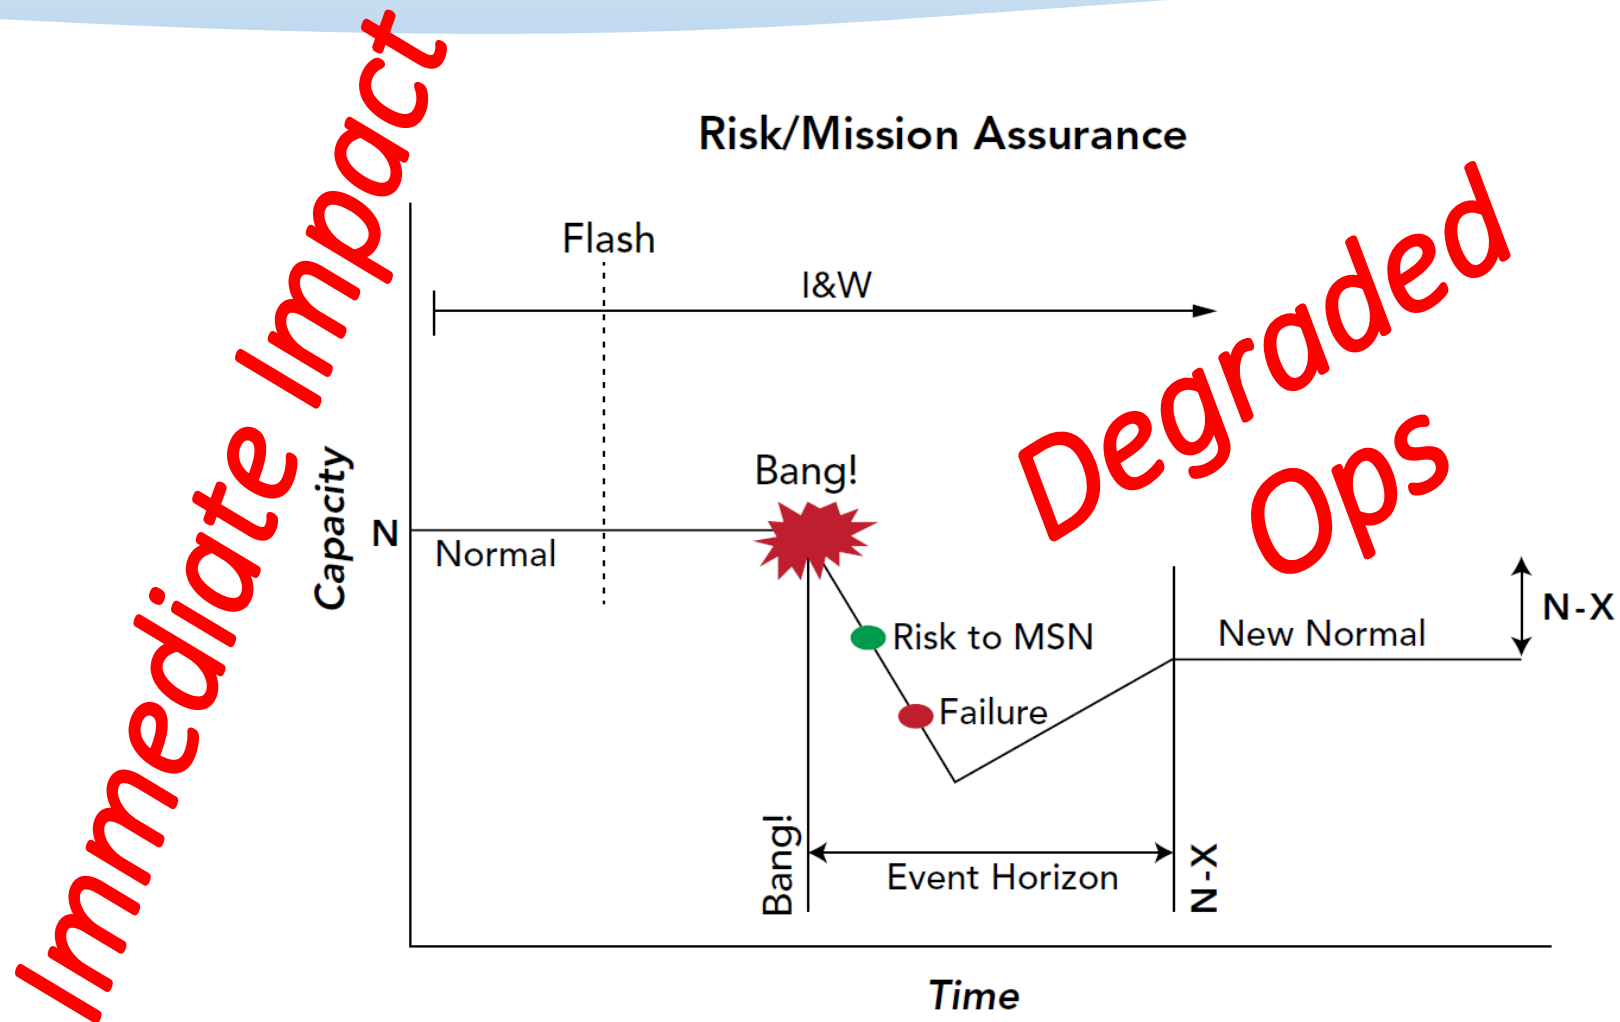 Immediate Impact
Risk/Mission Assurance
Flash
I&W
Degraded
Ops
Bang!
Capacity
N
Normal
N-X
Risk to MSN
New Normal
Failure
Bang!
Event Horizon
N-X
Time